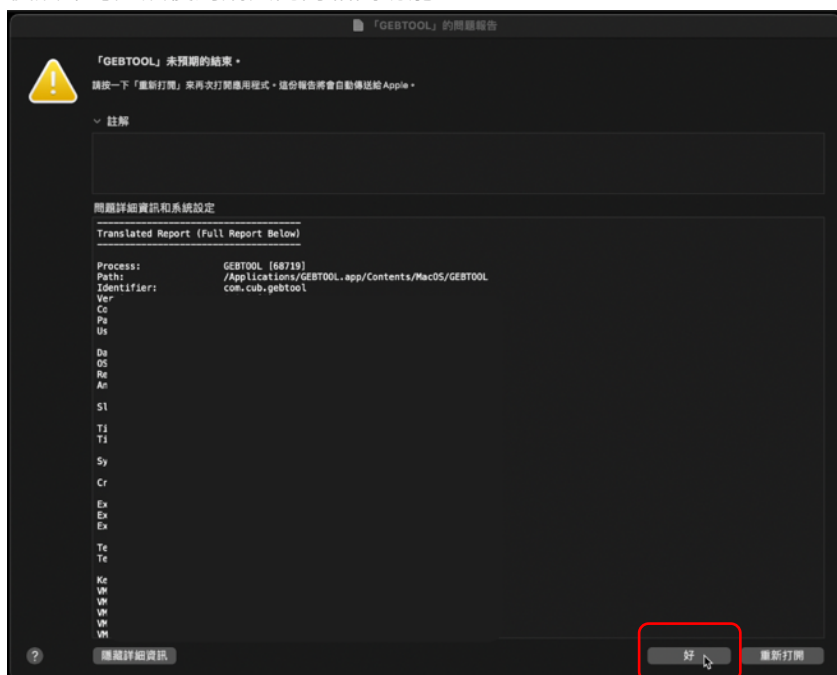 「GEBTOOL」的問題報告
「GEBTOOL」未預期的結束。
請按一下「重新打開」來再次打開應用程式。這份報告將會自動傳送給 Apple。
註解
問題詳細資訊和系統設定
Translated Report (Full Report Below)
Process: GEBTOOL [68719]
Path: /Applications/GEBTOOL.app/Contents/MacOS/GEBTOOL
Identifier: com.cub.gebtool
Ver
Co
Pa
Us
Da
OS
Re
An
Sl
Ti
Ti
Sy
Cr
Ex
Ex
Ex
Te
Te
Ke
VM
VM
VM
VM
VM
?
隱藏詳細資訊
好
重新打開